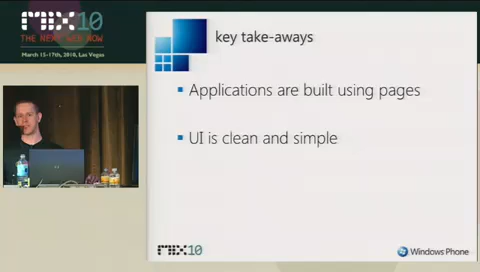 MIX10
THE NEXT WEB NOW
March 15-17th, 2010, Las Vegas
key take-aways
Applications are built using pages
UI is clean and simple
MIX10
Windows Phone